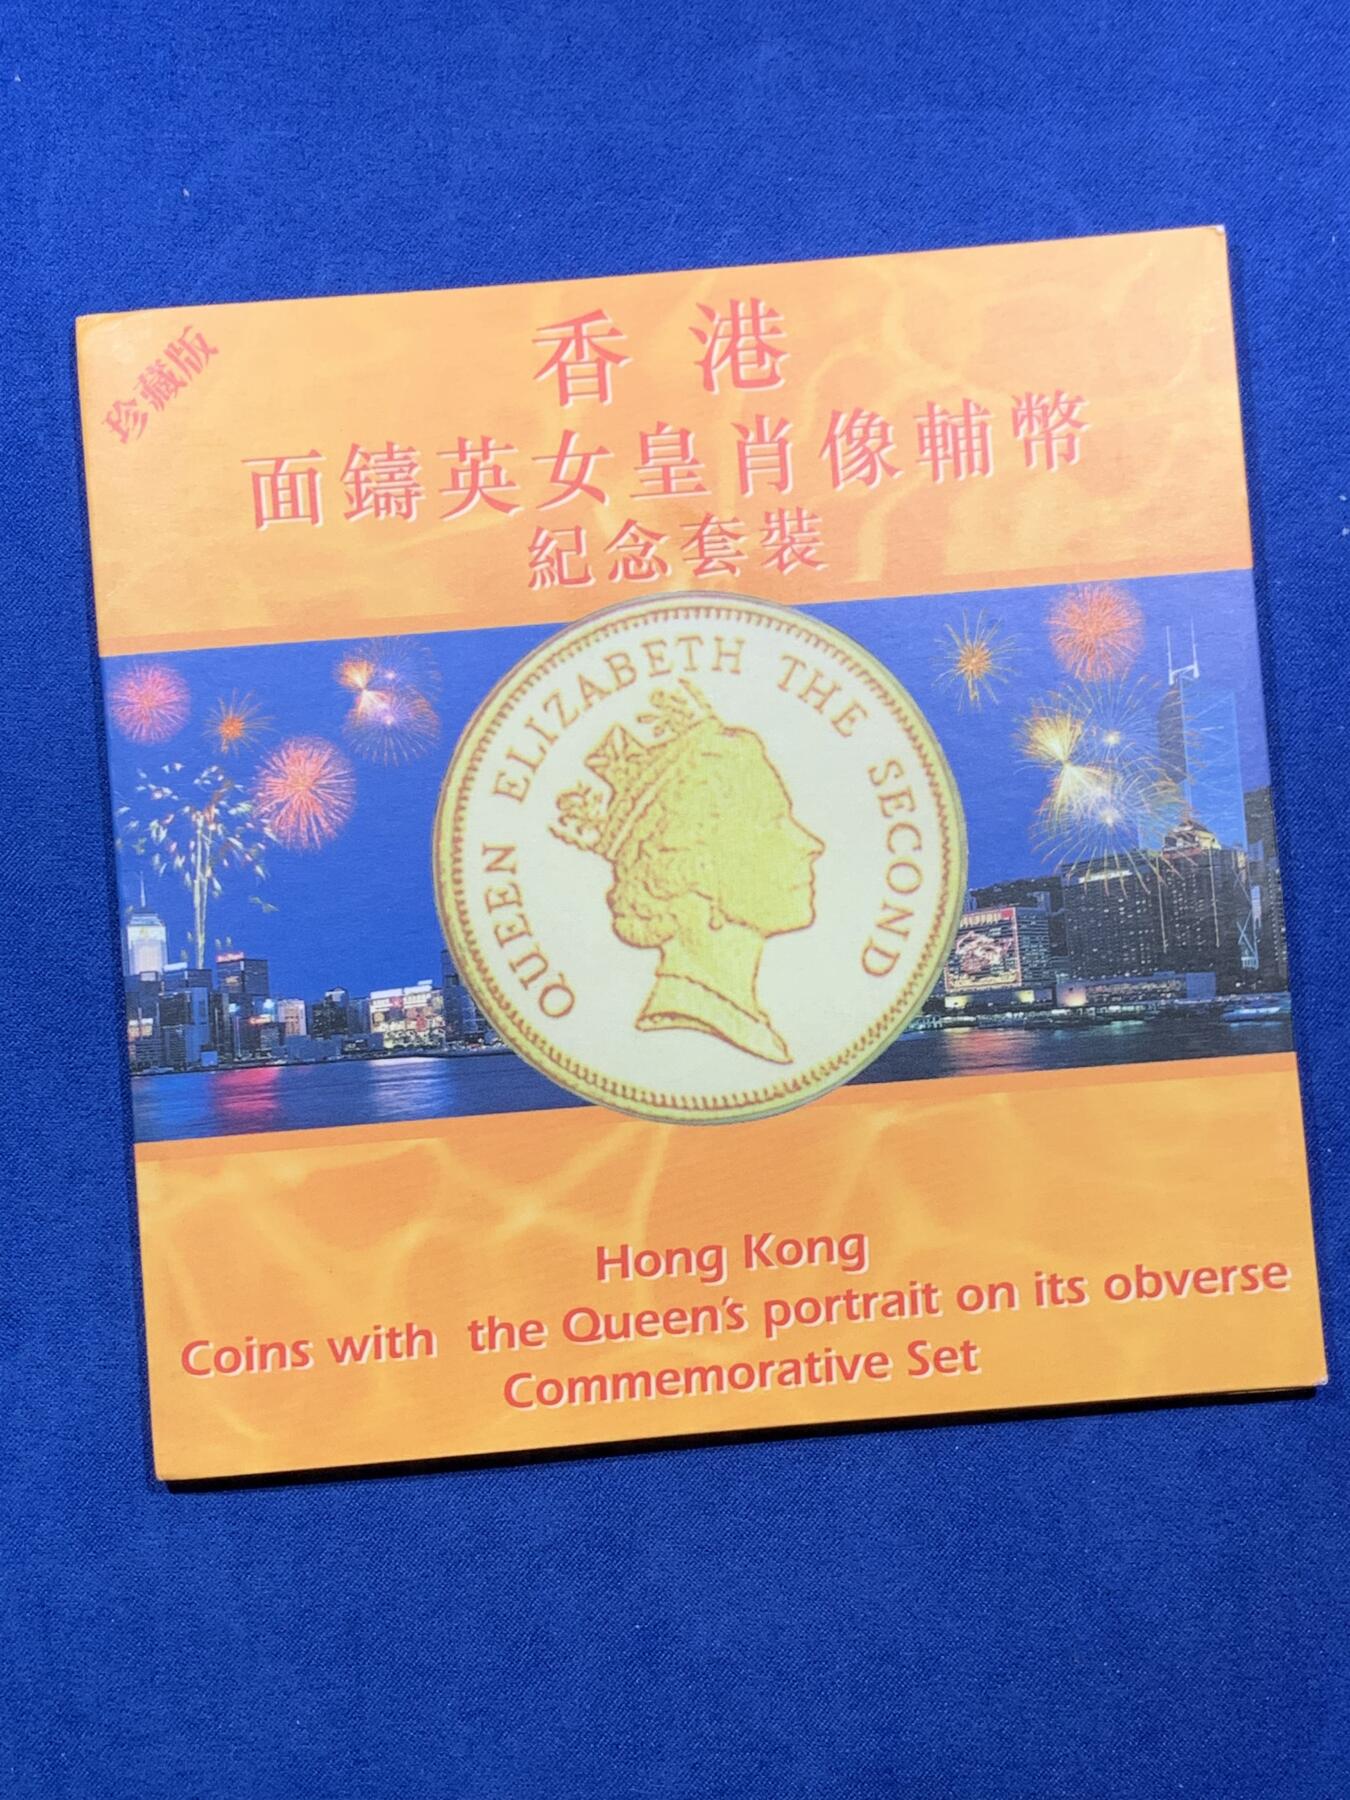 珍藏版
香港
面鑄英女皇肖像輔幣
紀念套裝
QUEEN ELIZABETH THE SECOND
Hong Kong
Coins with the Queen's portrait on its obverse
Commemorative Set